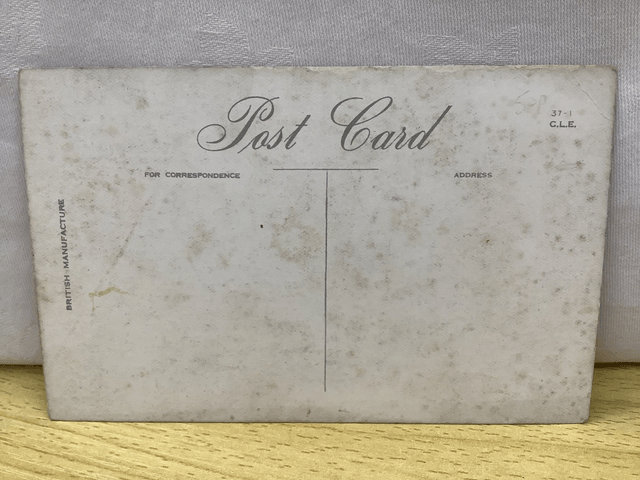 Post Card
37-1
C.L.E.
FOR CORRESPONDENCE
ADDRESS
BRITISH MANUFACTURE